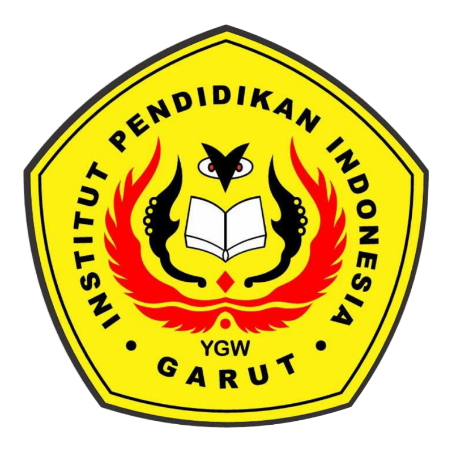 INSTITUT PENDIDIKAN INDONESIA
YGW
• GARUT •